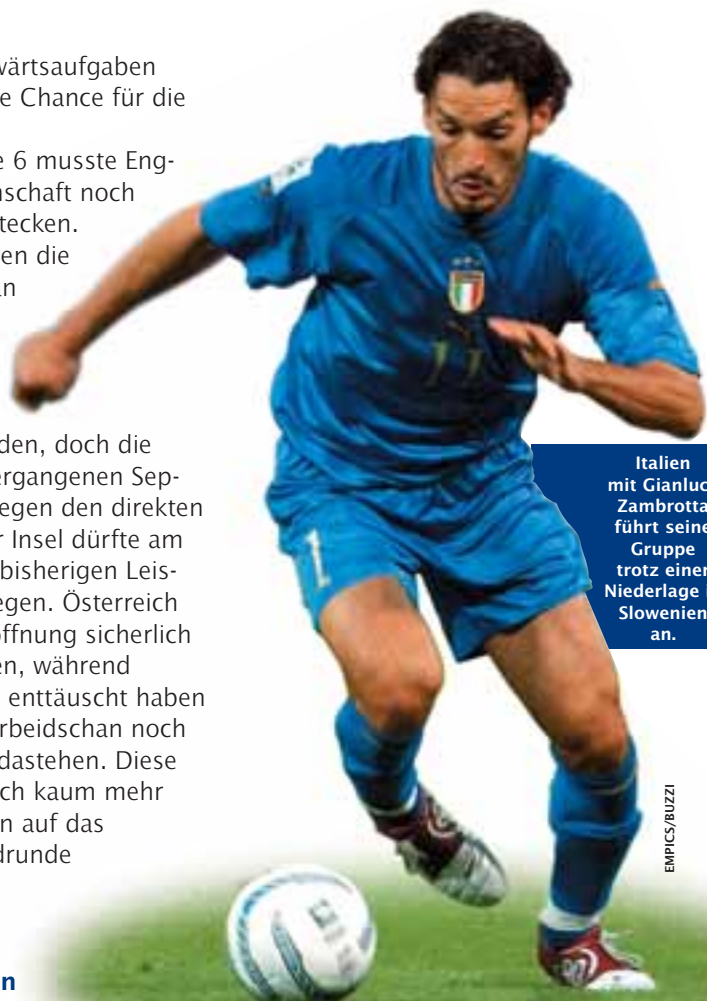 wärtsaufgaben
e Chance für die
e 6 musste Eng-
nschaft noch
tecken.
en die
an
den, doch die
ergangenen Sep-
egen den direkten
r Insel dürfte am
bisherigen Leis-
egen. Österreich
offnung sicherlich
en, während
enttäuscht haben
rbeidschan noch
dastehen. Diese
ch kaum mehr
n auf das
drunde
n
Italien
mit Gianluc
Zambrotta
führt seine
Gruppe
trotz einer
Niederlage i
Slowenien
an.
EMPICS/BUZZI
11
1